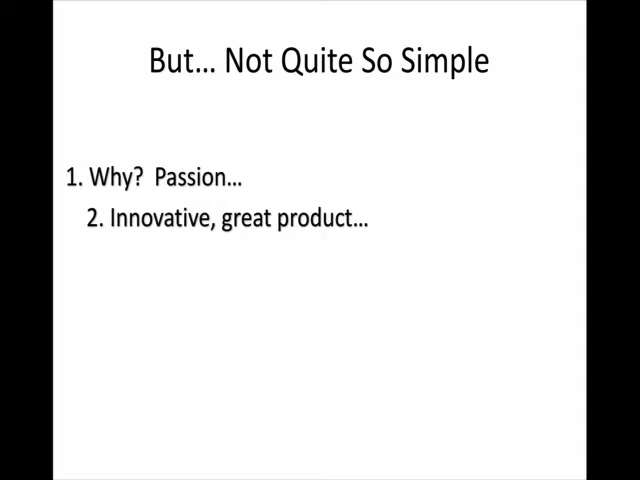 But... Not Quite So Simple
1. Why?  Passion...
2. Innovative, great product...